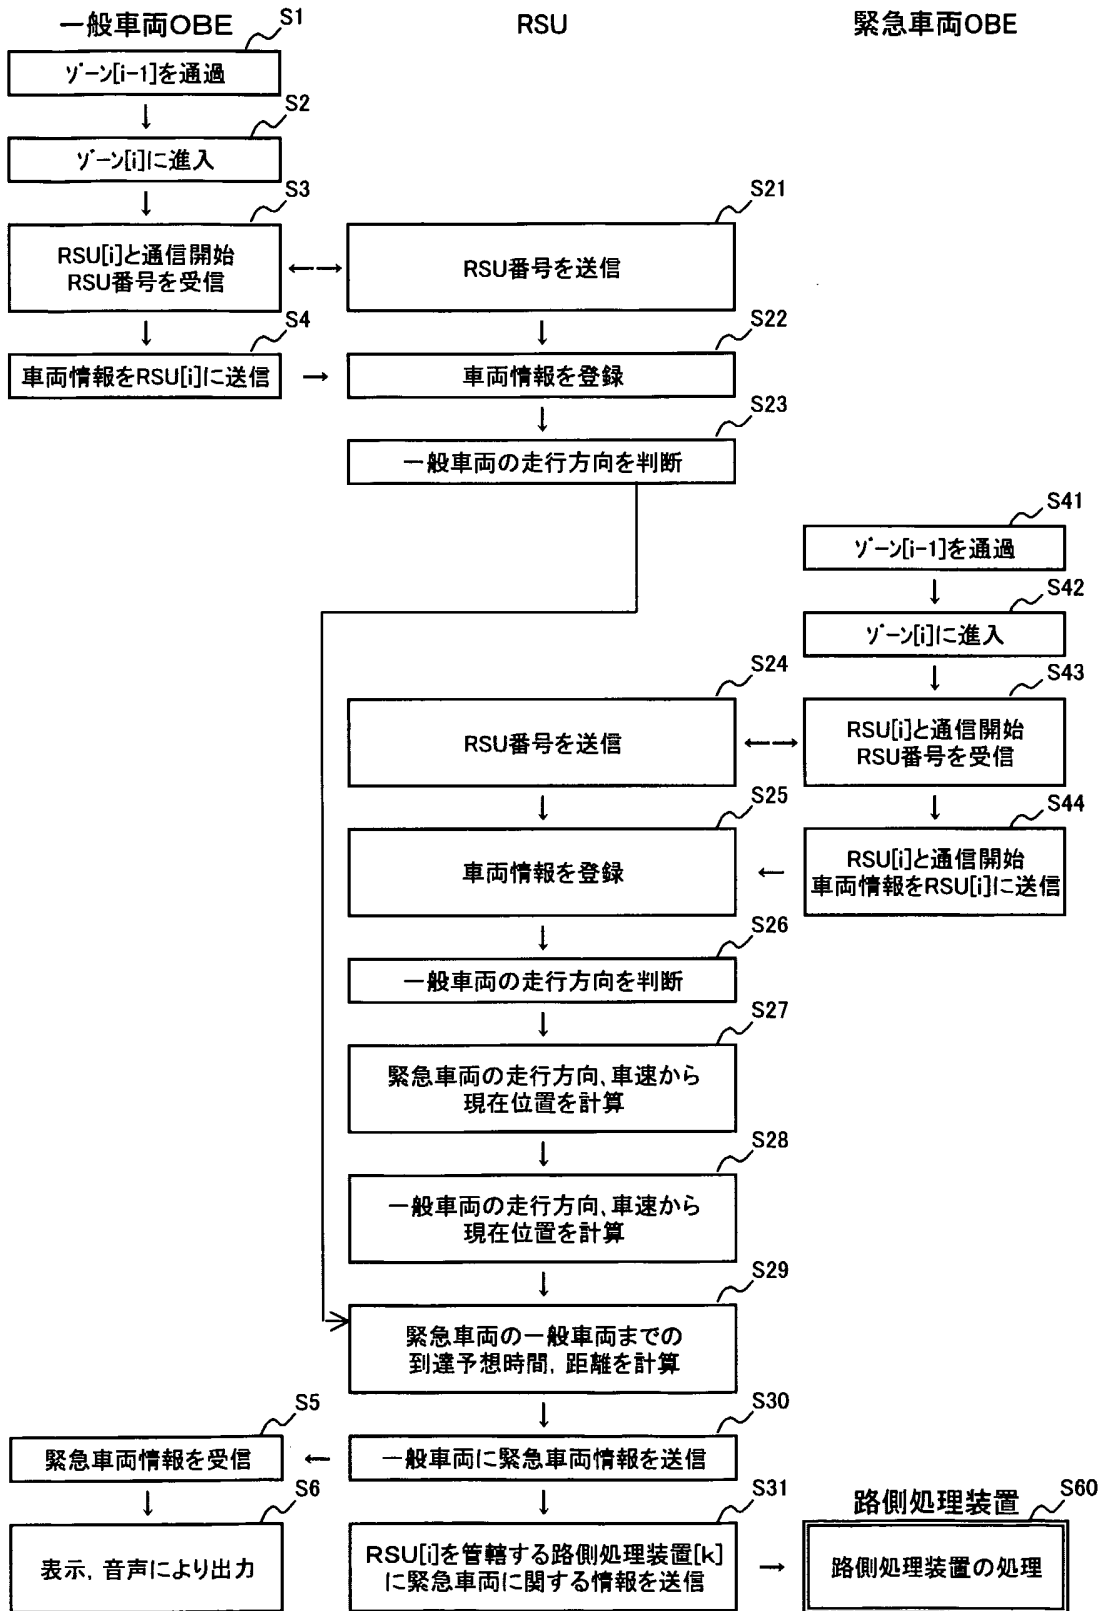 一般車両OBE
S1
ゾーン[i-1]を通過
S2
ゾーン[i]に進入
S3
RSU[i]と通信開始
RSU番号を受信
S4
車両情報をRSU[i]に送信
RSU
S21
RSU番号を送信
S22
車両情報を登録
S23
一般車両の走行方向を判断
緊急車両OBE
S41
ゾーン[i-1]を通過
S42
ゾーン[i]に進入
S43
RSU[i]と通信開始
RSU番号を受信
S44
RSU[i]と通信開始
車両情報をRSU[i]に送信
S24
RSU番号を送信
S25
車両情報を登録
S26
一般車両の走行方向を判断
S27
緊急車両の走行方向、車速から
現在位置を計算
S28
一般車両の走行方向、車速から
現在位置を計算
S29
緊急車両の一般車両までの
到達予想時間, 距離を計算
S30
一般車両に緊急車両情報を送信
S5
緊急車両情報を受信
S6
表示, 音声により出力
S31
RSU[i]を管轄する路側処理装置[k]
に緊急車両に関する情報を送信
路側処理装置
S60
路側処理装置の処理